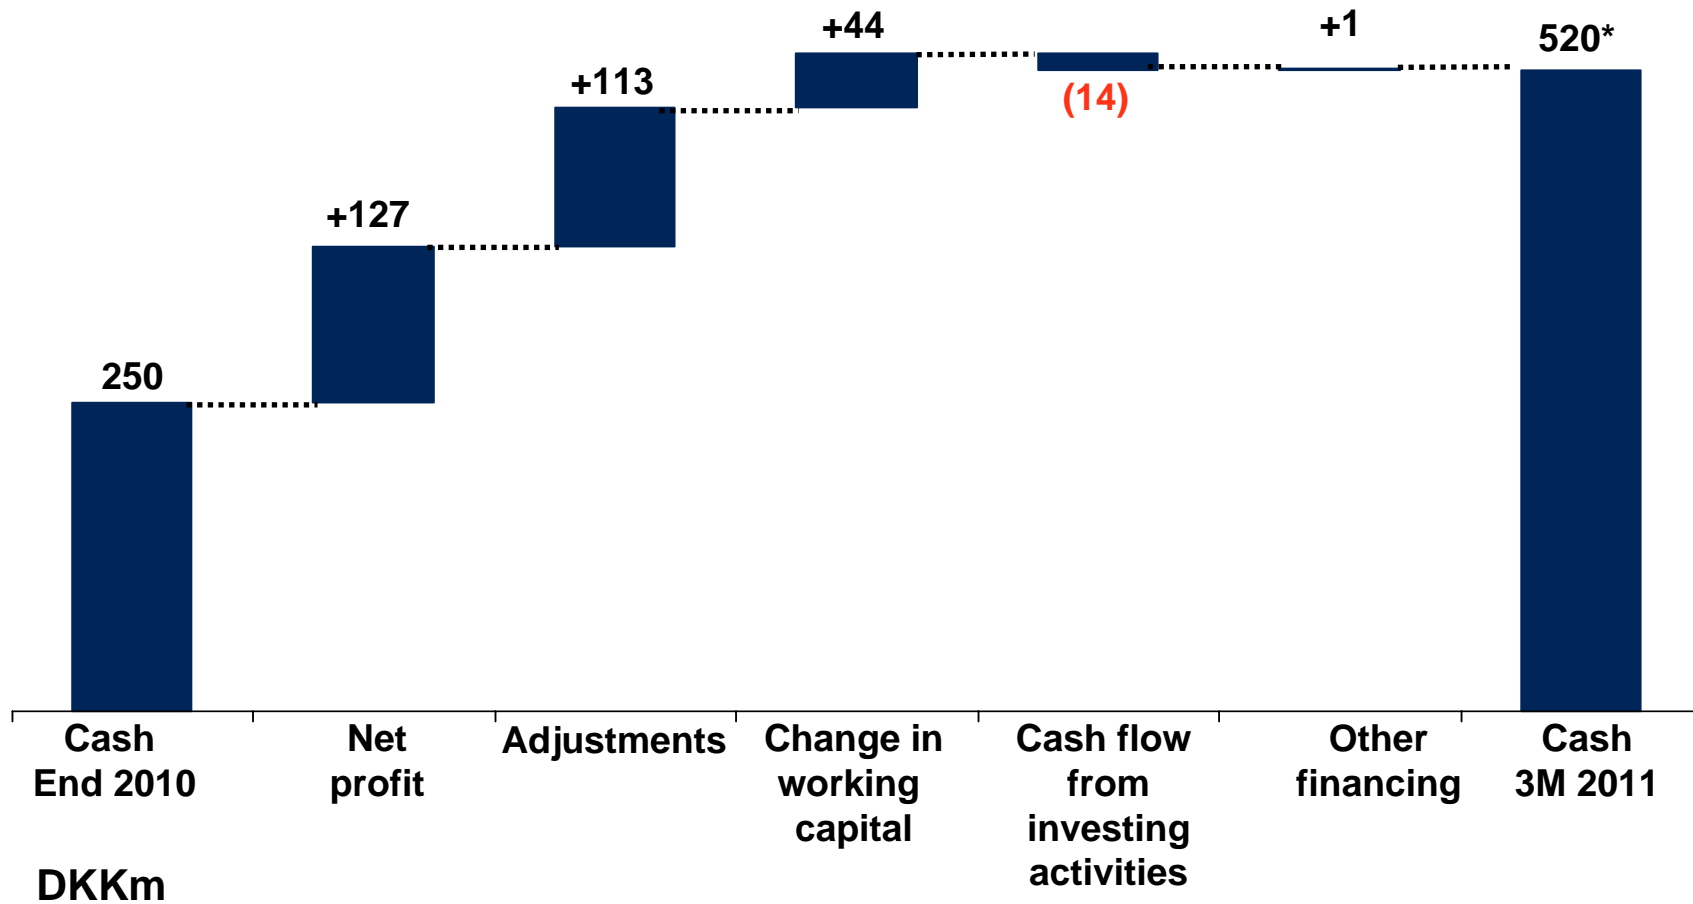 +44
+1
520*
+113
(14)
+127
250
Cash
End 2010
Net
profit
Adjustments
Change in
working
capital
Cash flow
from
investing
activities
Other
financing
Cash
3M 2011
DKKm